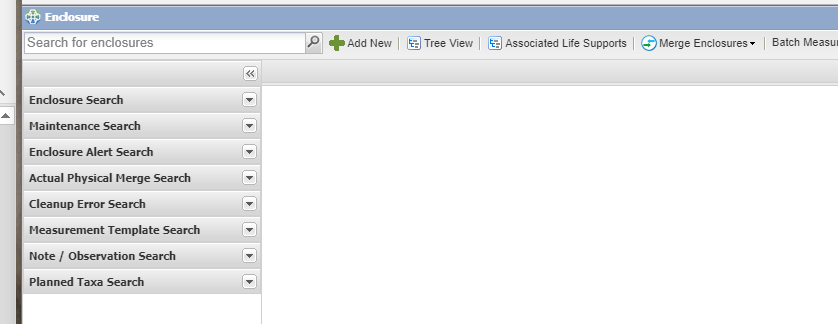 Enclosure
Search for enclosures
Add New
Tree View
Associated Life Supports
Merge Enclosures
Batch Measur
Enclosure Search
Maintenance Search
Enclosure Alert Search
Actual Physical Merge Search
Cleanup Error Search
Measurement Template Search
Note / Observation Search
Planned Taxa Search